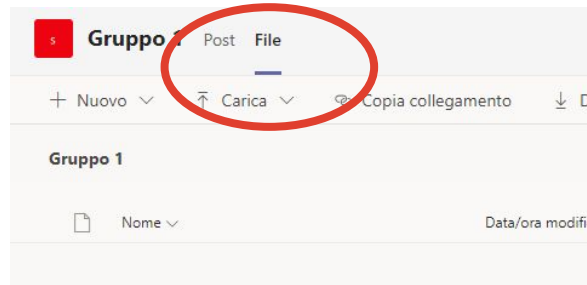 s Gruppo 1 Post File
Nuovo Carica Copia collegamento D
Gruppo 1
Nome Data/ora modifi